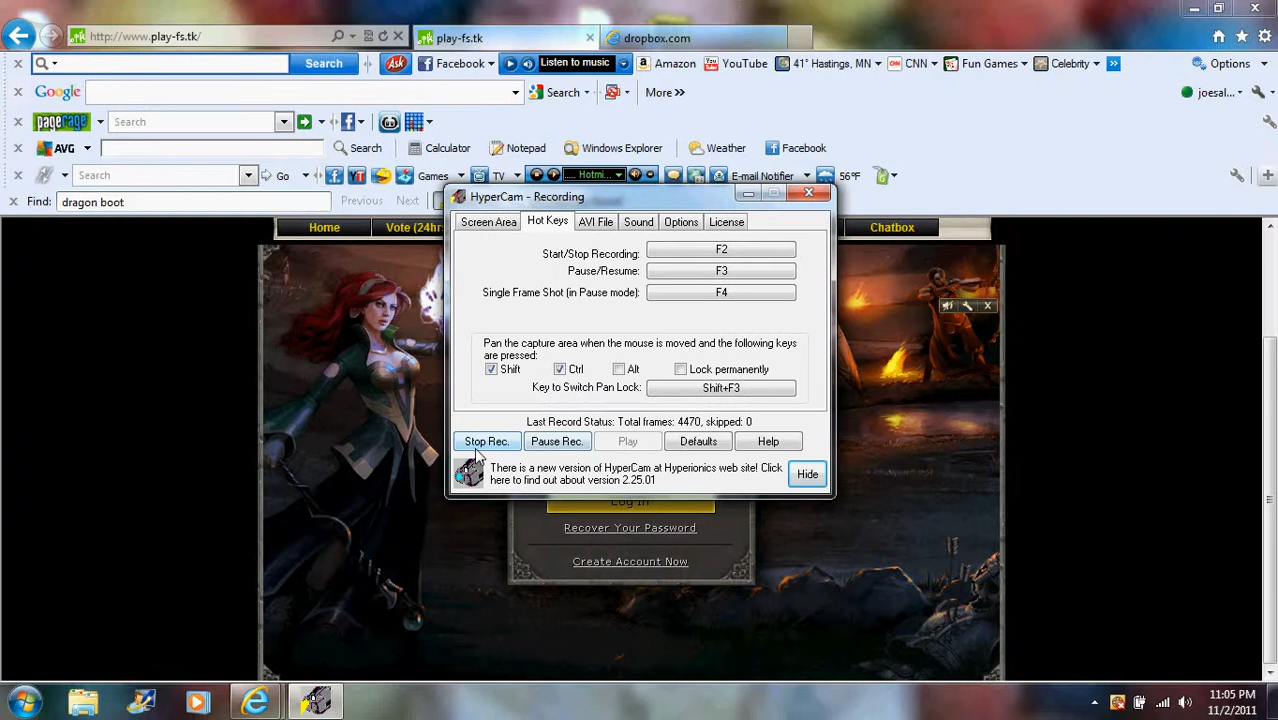 http://www.play-fs.tk/ play-fs.tk dropbox.com
Search Ask Facebook Listen to music Amazon YouTube 41° Hastings, MN CNN Fun Games Celebrity Options
Google Search More >> joesal...
pagerage Search
AVG Search Calculator Notepad Windows Explorer Weather Facebook
Search Go Games TV Hotmi... E-mail Notifier 56°F
Find: dragon boot Previous Next
HyperCam - Recording
Home Vote (24hr Chatbox
Screen Area Hot Keys AVI File Sound Options License
Start/Stop Recording: F2
Pause/Resume: F3
Single Frame Shot (in Pause mode): F4
Pan the capture area when the mouse is moved and the following keys
are pressed:
Shift Ctrl Alt Lock permanently
Key to Switch Pan Lock: Shift+F3
Last Record Status: Total frames: 4470, skipped: 0
Stop Rec. Pause Rec. Play Defaults Help
There is a new version of HyperCam at Hyperionics web site! Click
here to find out about version 2.25.01
Hide
Log In
Recover Your Password
Create Account Now
11:05 PM
11/2/2011